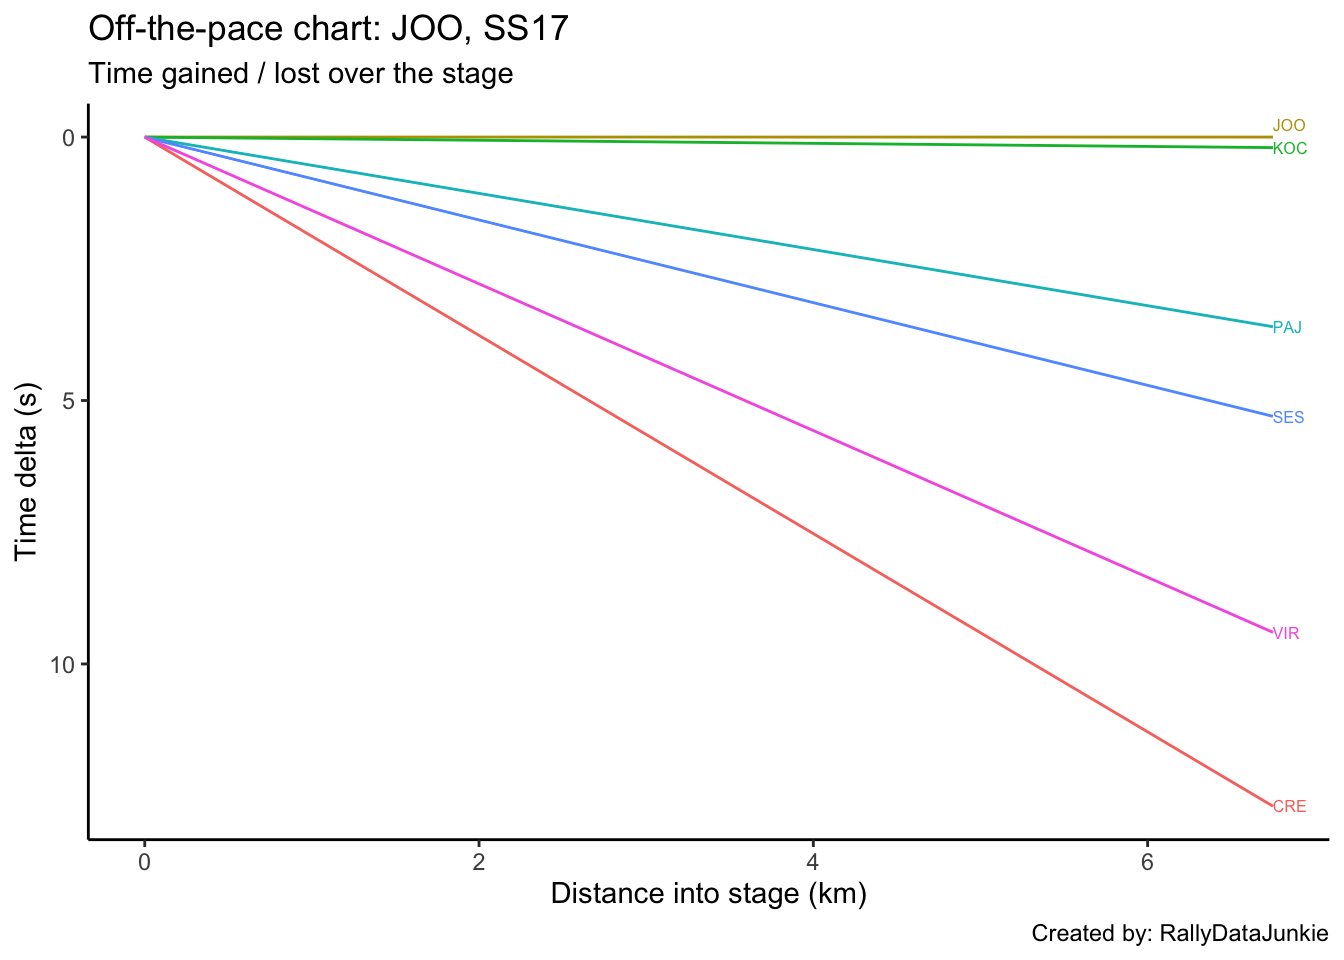 Off-the-pace chart: JOO, SS17
Time gained / lost over the stage
0
5
10
Time delta (s)
JOO
KOC
PAJ
SES
VIR
CRE
0 2 4 6
Distance into stage (km)
Created by: RallyDataJunkie